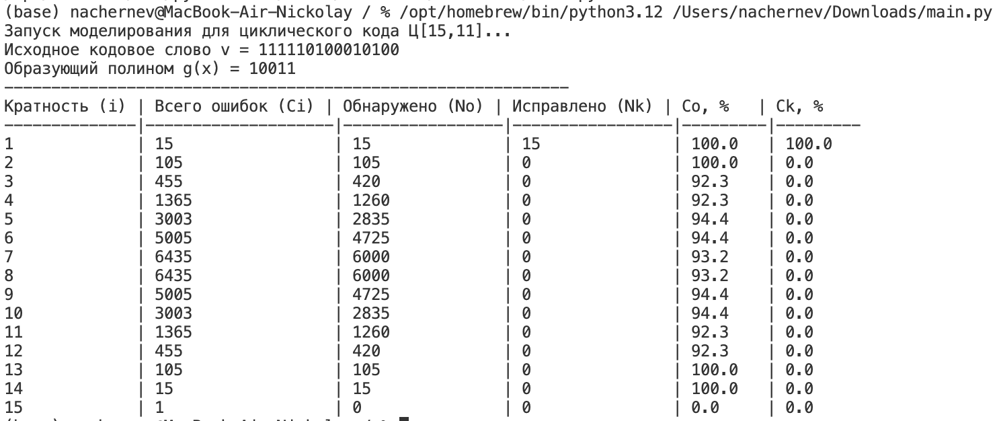 (base) nachernev@MacBook-Air-Nickolay / % /opt/homebrew/bin/python3.12 /Users/nachernev/Downloads/main.py
Запуск моделирования для циклического кода Ц[15,11]...
Исходное кодовое слово v = 111110100010100
Образующий полином g(x) = 10011
------------------------------------------------------------
Кратность (i) | Всего ошибок (Ci) | Обнаружено (No) | Исправлено (Nk) | Co, % | Ck, %
--------------|--------------------|-----------------|-----------------|---------|---------
1 | 15 | 15 | 15 | 100.0 | 100.0
2 | 105 | 105 | 0 | 100.0 | 0.0
3 | 455 | 420 | 0 | 92.3 | 0.0
4 | 1365 | 1260 | 0 | 92.3 | 0.0
5 | 3003 | 2835 | 0 | 94.4 | 0.0
6 | 5005 | 4725 | 0 | 94.4 | 0.0
7 | 6435 | 6000 | 0 | 93.2 | 0.0
8 | 6435 | 6000 | 0 | 93.2 | 0.0
9 | 5005 | 4725 | 0 | 94.4 | 0.0
10 | 3003 | 2835 | 0 | 94.4 | 0.0
11 | 1365 | 1260 | 0 | 92.3 | 0.0
12 | 455 | 420 | 0 | 92.3 | 0.0
13 | 105 | 105 | 0 | 100.0 | 0.0
14 | 15 | 15 | 0 | 100.0 | 0.0
15 | 1 | 0 | 0 | 0.0 | 0.0